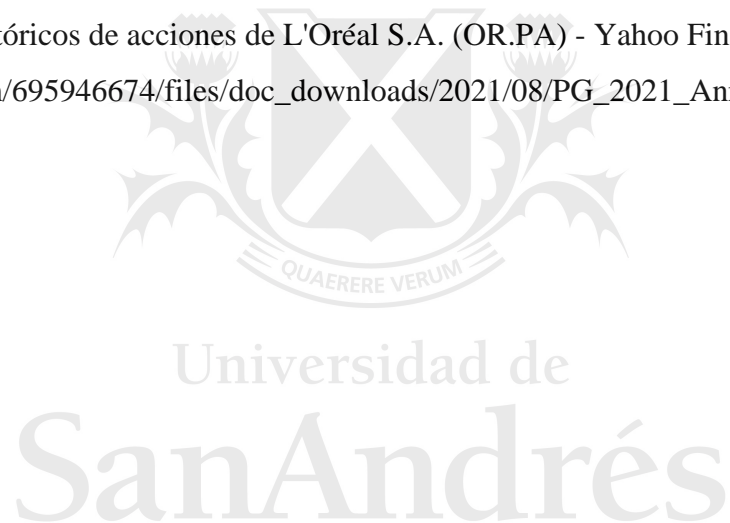 tóricos de acciones de L'Oréal S.A. (OR.PA) - Yahoo Fin
/695946674/files/doc_downloads/2021/08/PG_2021_An
QUAERERE VERUM
Universidad de
SanAndrés